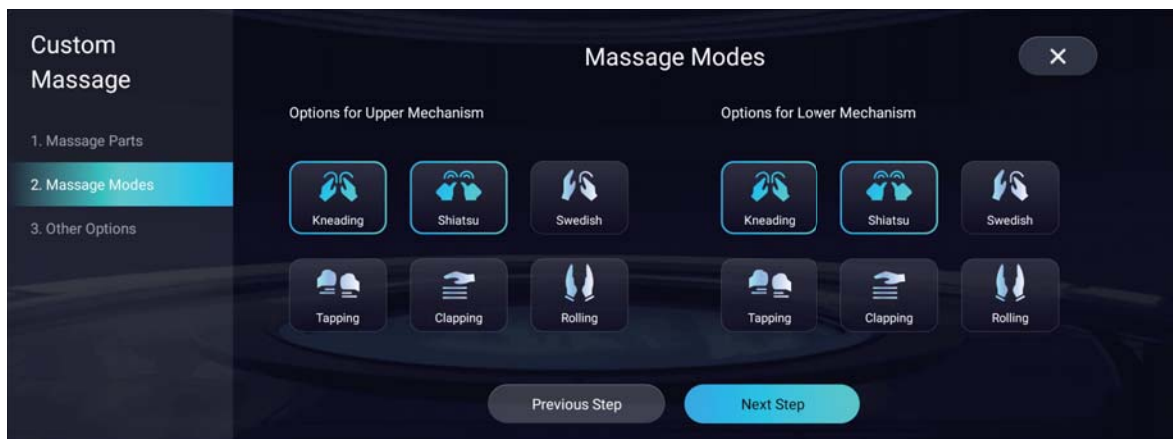 Custom
Massage
1. Massage Parts
2. Massage Modes
3. Other Options
Massage Modes
Options for Upper Mechanism
Kneading
Shiatsu
Swedish
Tapping
Clapping
Rolling
Options for Lower Mechanism
Kneading
Shiatsu
Swedish
Tapping
Clapping
Rolling
Previous Step
Next Step